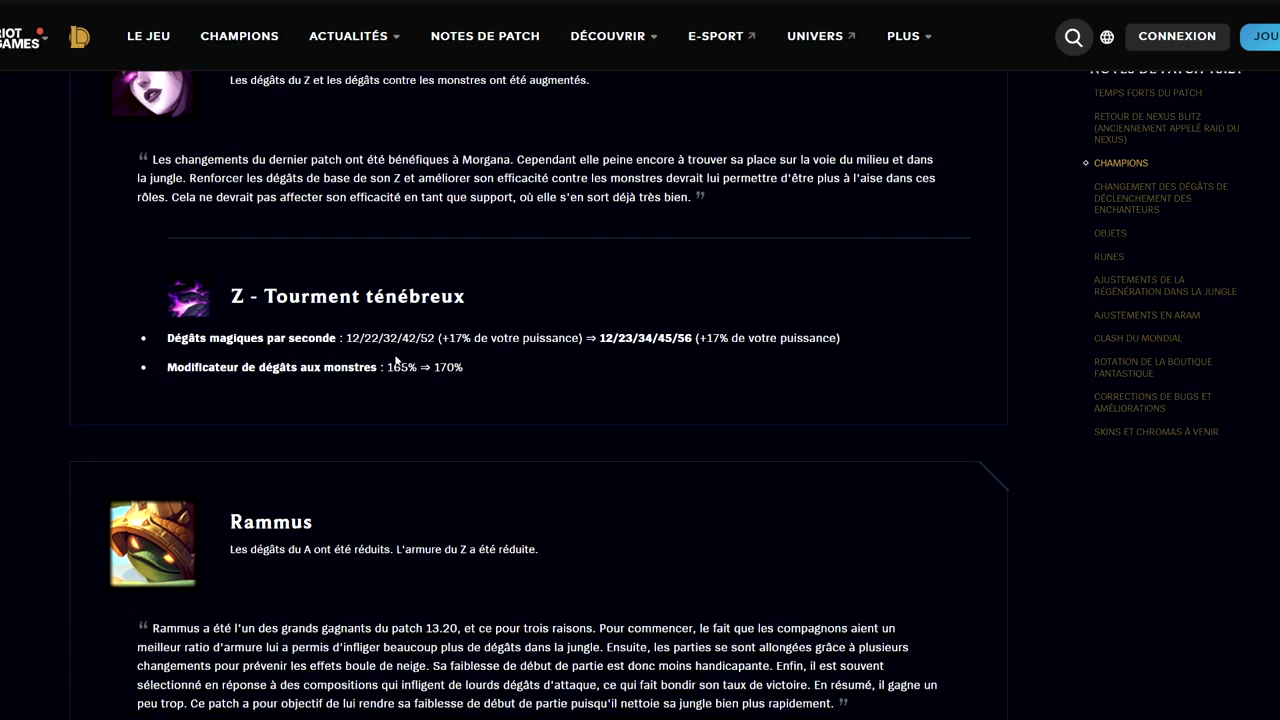 RIOT GAMES
LE JEU
CHAMPIONS
ACTUALITÉS
NOTES DE PATCH
DÉCOUVRIR
E-SPORT
UNIVERS
PLUS
CONNEXION
JOU
Les dégâts du Z et les dégâts contre les monstres ont été augmentés.
“ Les changements du dernier patch ont été bénéfiques à Morgana. Cependant elle peine encore à trouver sa place sur la voie du milieu et dans
la jungle. Renforcer les dégâts de base de son Z et améliorer son efficacité contre les monstres devrait lui permettre d'être plus à l'aise dans ces
rôles. Cela ne devrait pas affecter son efficacité en tant que support, où elle s'en sort déjà très bien. ”
Z - Tourment ténébreux
• Dégâts magiques par seconde : 12/22/32/42/52 (+17% de votre puissance) ⇒ 12/23/34/45/56 (+17% de votre puissance)
• Modificateur de dégâts aux monstres : 165% ⇒ 170%
Rammus
Les dégâts du A ont été réduits. L'armure du Z a été réduite.
“ Rammus a été l'un des grands gagnants du patch 13.20, et ce pour trois raisons. Pour commencer, le fait que les compagnons aient un
meilleur ratio d'armure lui a permis d'infliger beaucoup plus de dégâts dans la jungle. Ensuite, les parties se sont allongées grâce à plusieurs
changements pour prévenir les effets boule de neige. Sa faiblesse de début de partie est donc moins handicapante. Enfin, il est souvent
sélectionné en réponse à des compositions qui infligent de lourds dégâts d'attaque, ce qui fait bondir son taux de victoire. En résumé, il gagne un
peu trop. Ce patch a pour objectif de lui rendre sa faiblesse de début de partie puisqu'il nettoie sa jungle bien plus rapidement. ”
NOTES DE PATCH 13.21
TEMPS FORTS DU PATCH
RETOUR DE NEXUS BLITZ
(ANCIENNEMENT APPELÉ RAID DU
NEXUS)
CHAMPIONS
CHANGEMENT DES DÉGÂTS DE
DÉCLENCHEMENT DES
ENCHANTEURS
OBJETS
RUNES
AJUSTEMENTS DE LA
RÉGÉNÉRATION DANS LA JUNGLE
AJUSTEMENTS EN ARAM
CLASH DU MONDIAL
ROTATION DE LA BOUTIQUE
FANTASTIQUE
CORRECTIONS DE BUGS ET
AMÉLIORATIONS
SKINS ET CHROMAS À VENIR